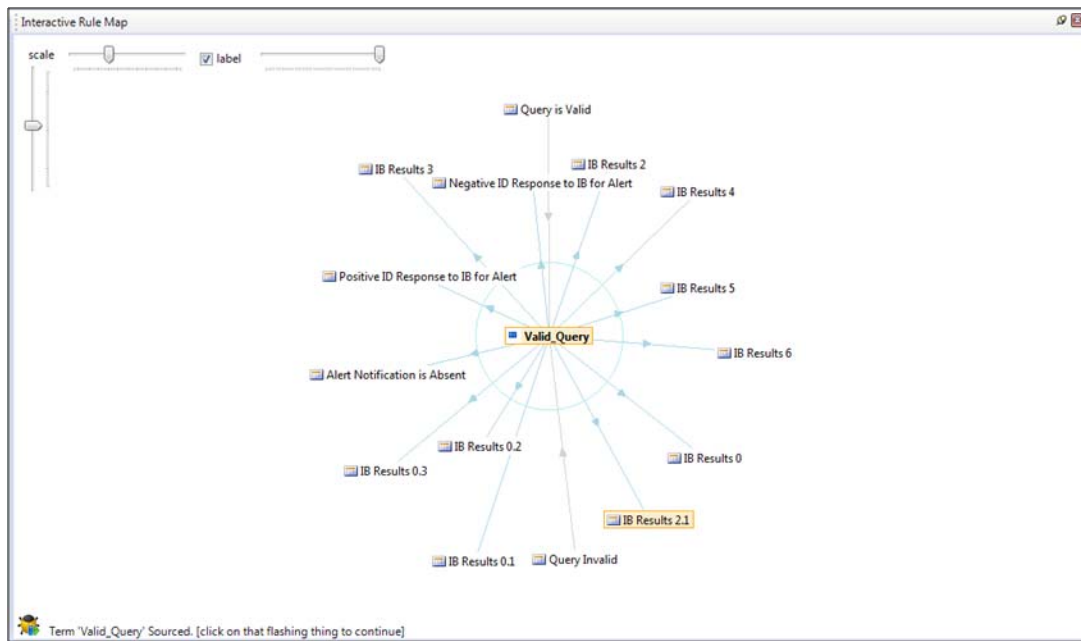 Interactive Rule Map
scale
label
Query is Valid
IB Results 3
IB Results 2
Negative ID Response to IB for Alert
IB Results 4
Positive ID Response to IB for Alert
IB Results 5
Valid_Query
IB Results 6
Alert Notification is Absent
IB Results 0.2
IB Results 0
IB Results 0.3
IB Results 2.1
IB Results 0.1
Query Invalid
Term 'Valid_Query' Sourced. [click on that flashing thing to continue]